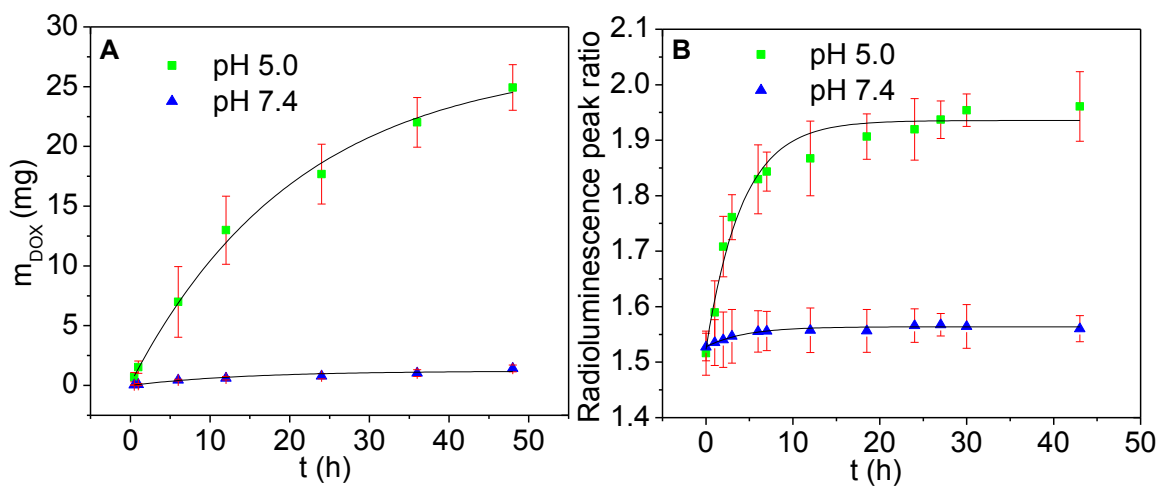 A
pH 5.0
pH 7.4
m_DOX (mg)
30
25
20
15
10
5
0
0 10 20 30 40 50
t (h)
B
pH 5.0
pH 7.4
Radioluminescence peak ratio
2.1
2.0
1.9
1.8
1.7
1.6
1.5
1.4
0 10 20 30 40 50
t (h)